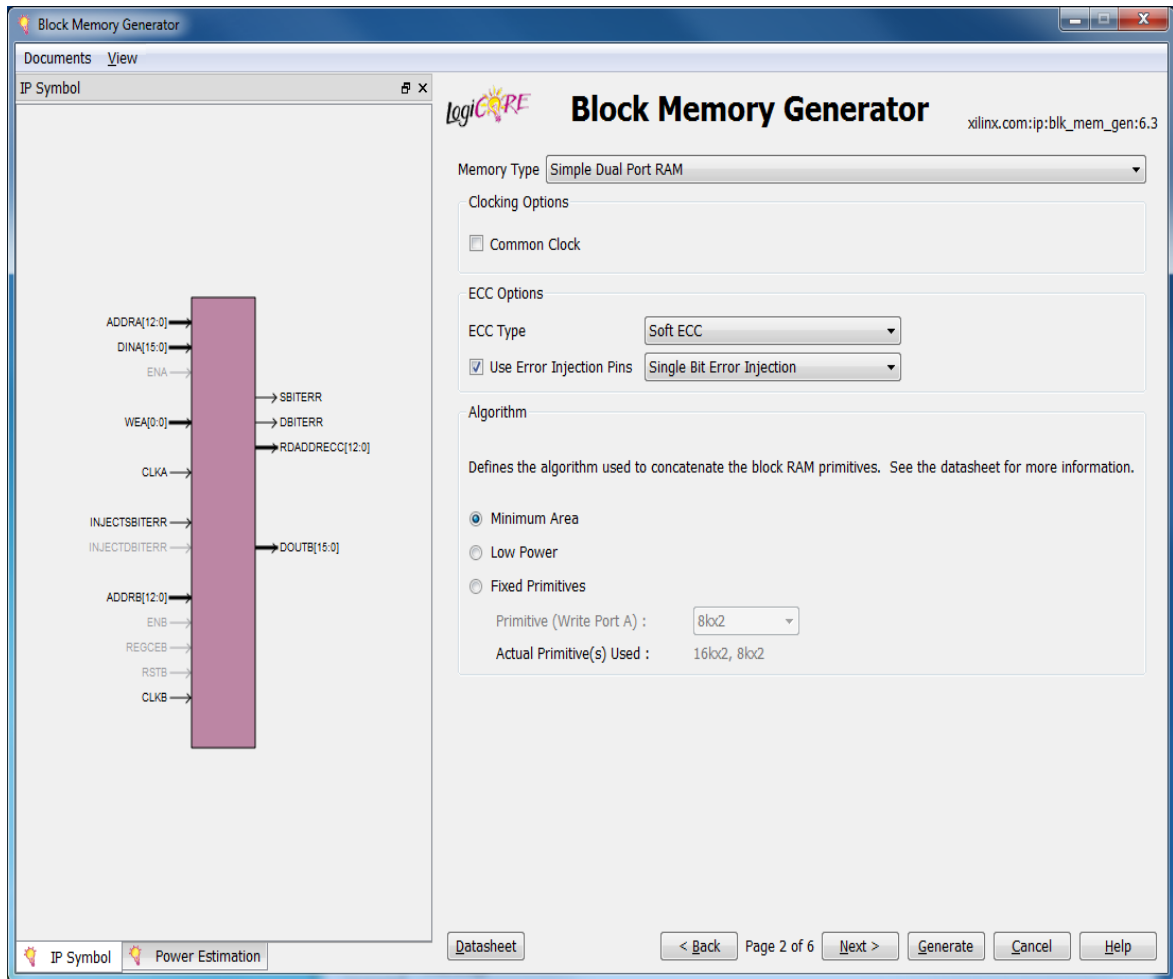 Block Memory Generator
Documents View
IP Symbol
ADDRA[12:0]
DINA[15:0]
ENA
WEA[0:0]
CLKA
INJECTSBITERR
INJECTDBITERR
ADDRB[12:0]
ENB
REGCEB
RSTB
CLKB
SBITERR
DBITERR
RDADDRECC[12:0]
DOUTB[15:0]
IP Symbol Power Estimation
logiCORE Block Memory Generator xilinx.com:ip:blk_mem_gen:6.3
Memory Type Simple Dual Port RAM
Clocking Options
Common Clock
ECC Options
ECC Type Soft ECC
Use Error Injection Pins Single Bit Error Injection
Algorithm
Defines the algorithm used to concatenate the block RAM primitives. See the datasheet for more information.
Minimum Area
Low Power
Fixed Primitives
Primitive (Write Port A) : 8kx2
Actual Primitive(s) Used : 16kx2, 8kx2
Datasheet < Back Page 2 of 6 Next > Generate Cancel Help